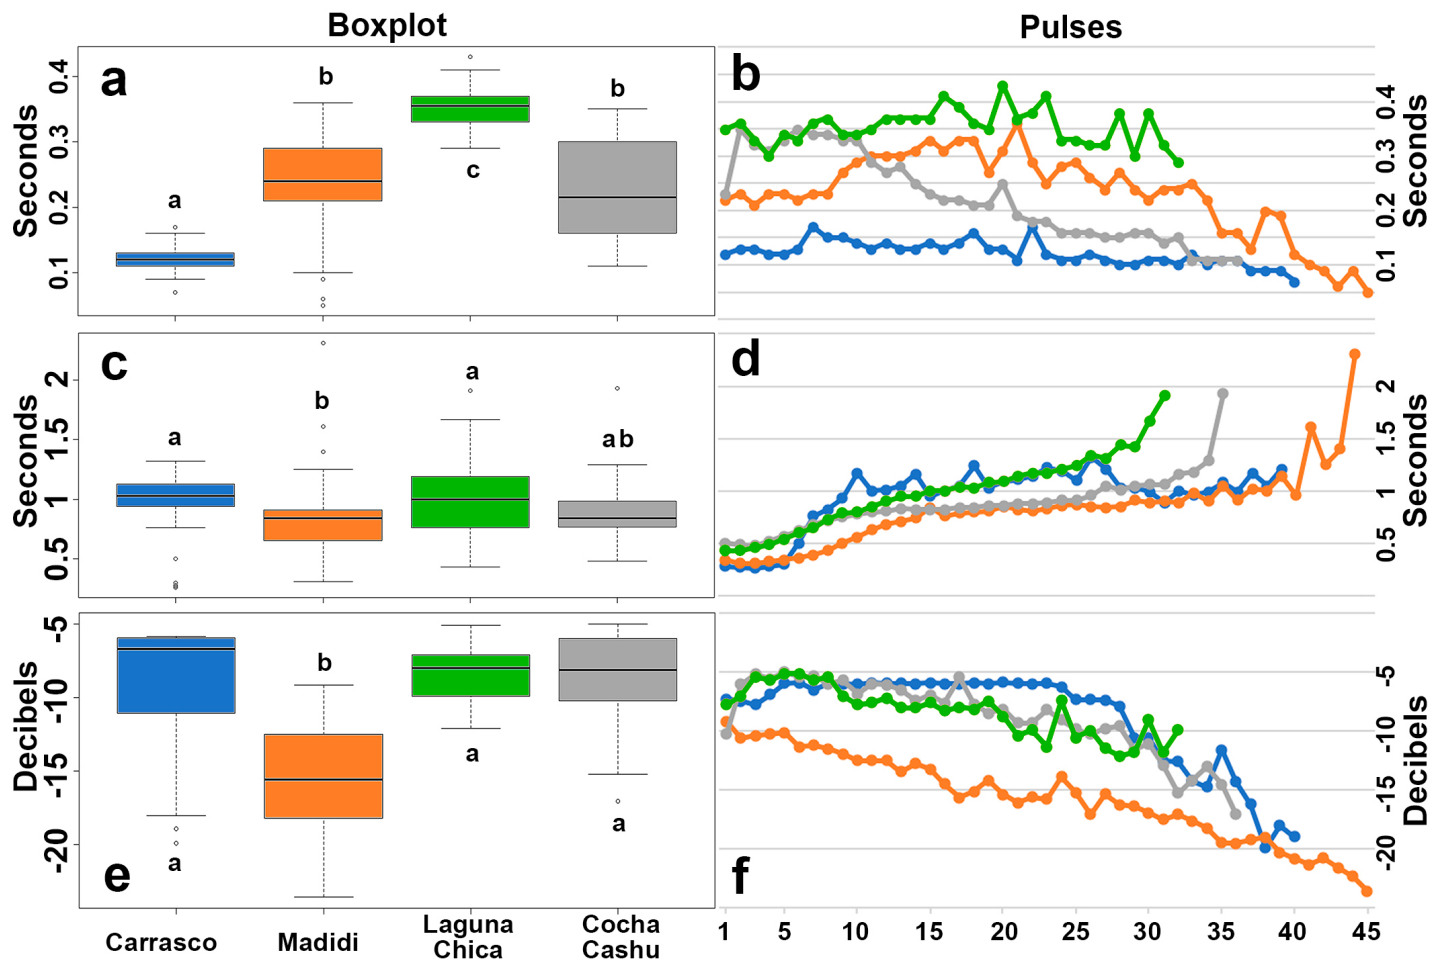 Boxplot
Pulses
a
b
Seconds
0.4
0.3
0.2
0.1
a
b
c
b
0.4
0.3
0.2
0.1
Seconds
c
d
Seconds
2
1.5
1
0.5
a
b
a
ab
2
1.5
1
0.5
Seconds
e
f
Decibels
-5
-10
-15
-20
a
b
a
a
-5
-10
-15
-20
Decibels
Carrasco
Madidi
Laguna
Chica
Cocha
Cashu
1 5 10 15 20 25 30 35 40 45